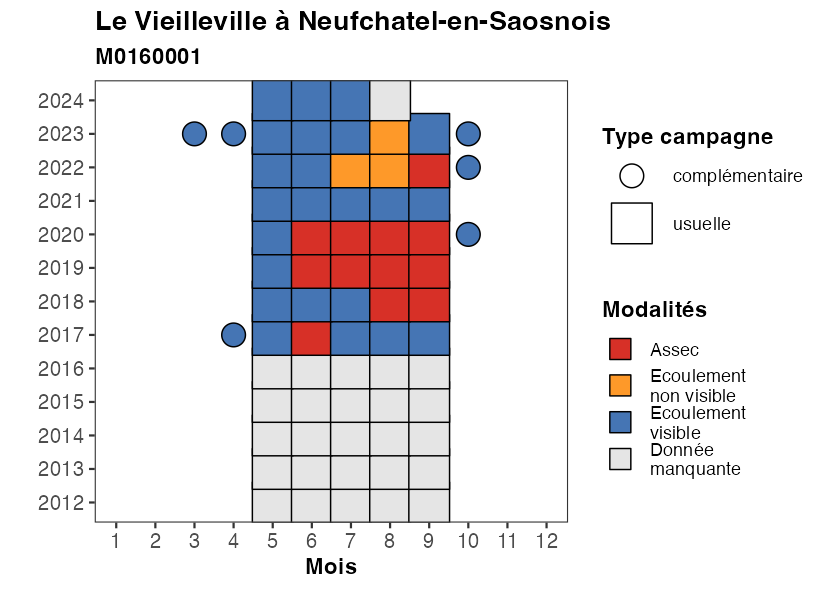 Le Vieilleville à Neufchatel-en-Saosnois
M0160001
2024
2023
2022
2021
2020
2019
2018
2017
2016
2015
2014
2013
2012
1 2 3 4 5 6 7 8 9 10 11 12
Mois
Type campagne
complémentaire
usuelle
Modalités
Assec
Ecoulement
non visible
Ecoulement
visible
Donnée
manquante